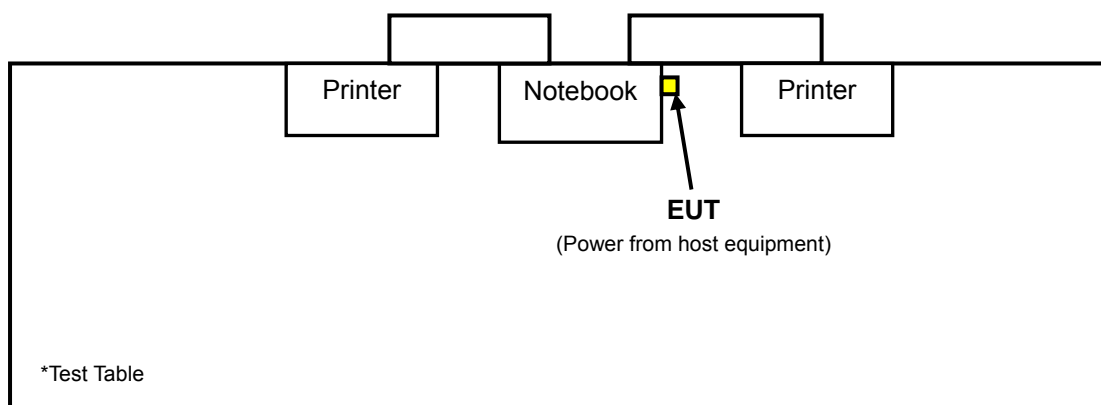 Printer
Notebook
Printer
EUT
(Power from host equipment)
*Test Table